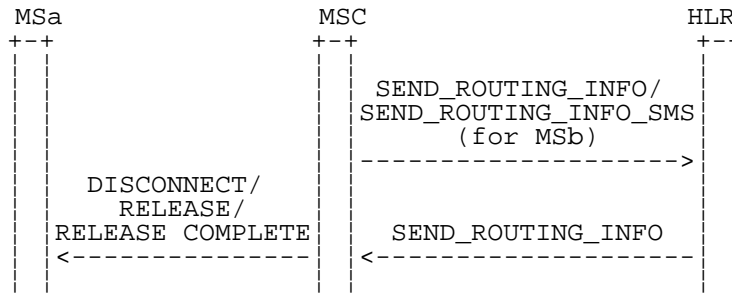 MSa MSC HLR
SEND_ROUTING_INFO/
SEND_ROUTING_INFO_SMS
(for MSb)
DISCONNECT/
RELEASE/
RELEASE COMPLETE SEND_ROUTING_INFO